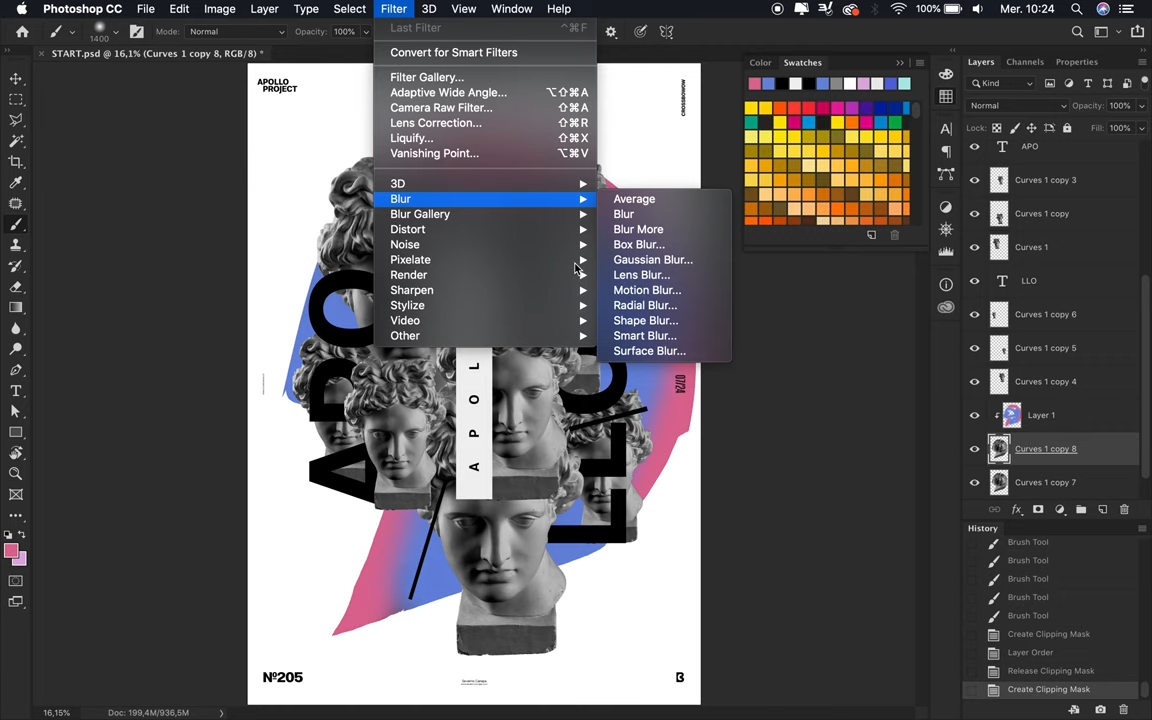 Photoshop CC File Edit Image Layer Type Select Filter 3D View Window Help 100% Mer. 10:24
1400 Mode: Normal Opacity: 100%
START.psd @ 16,1% (Curves 1 copy 8, RGB/8) *
Last Filter ^⌘F
Convert for Smart Filters
Filter Gallery...
Adaptive Wide Angle... ⌥⇧⌘A
Camera Raw Filter... ⇧⌘A
Lens Correction... ⇧⌘R
Liquify... ⇧⌘X
Vanishing Point... ⌥⌘V
3D
Blur
Blur Gallery
Distort
Noise
Pixelate
Render
Sharpen
Stylize
Video
Other
Average
Blur
Blur More
Box Blur...
Gaussian Blur...
Lens Blur...
Motion Blur...
Radial Blur...
Shape Blur...
Smart Blur...
Surface Blur...
APOLLO
PROJECT
CROSSBOWOW
07/24
APO
LLO
A P O L
Nº205
B
Color Swatches
Layers Channels Properties
Kind
Normal Opacity: 100%
Lock: Fill: 100%
APO
Curves 1 copy 3
Curves 1 copy
Curves 1
LLO
Curves 1 copy 6
Curves 1 copy 5
Curves 1 copy 4
Layer 1
Curves 1 copy 8
Curves 1 copy 7
fx
History
Brush Tool
Brush Tool
Brush Tool
Brush Tool
Brush Tool
Create Clipping Mask
Layer Order
Release Clipping Mask
Create Clipping Mask
16,15% Doc: 199,4M/936,5M